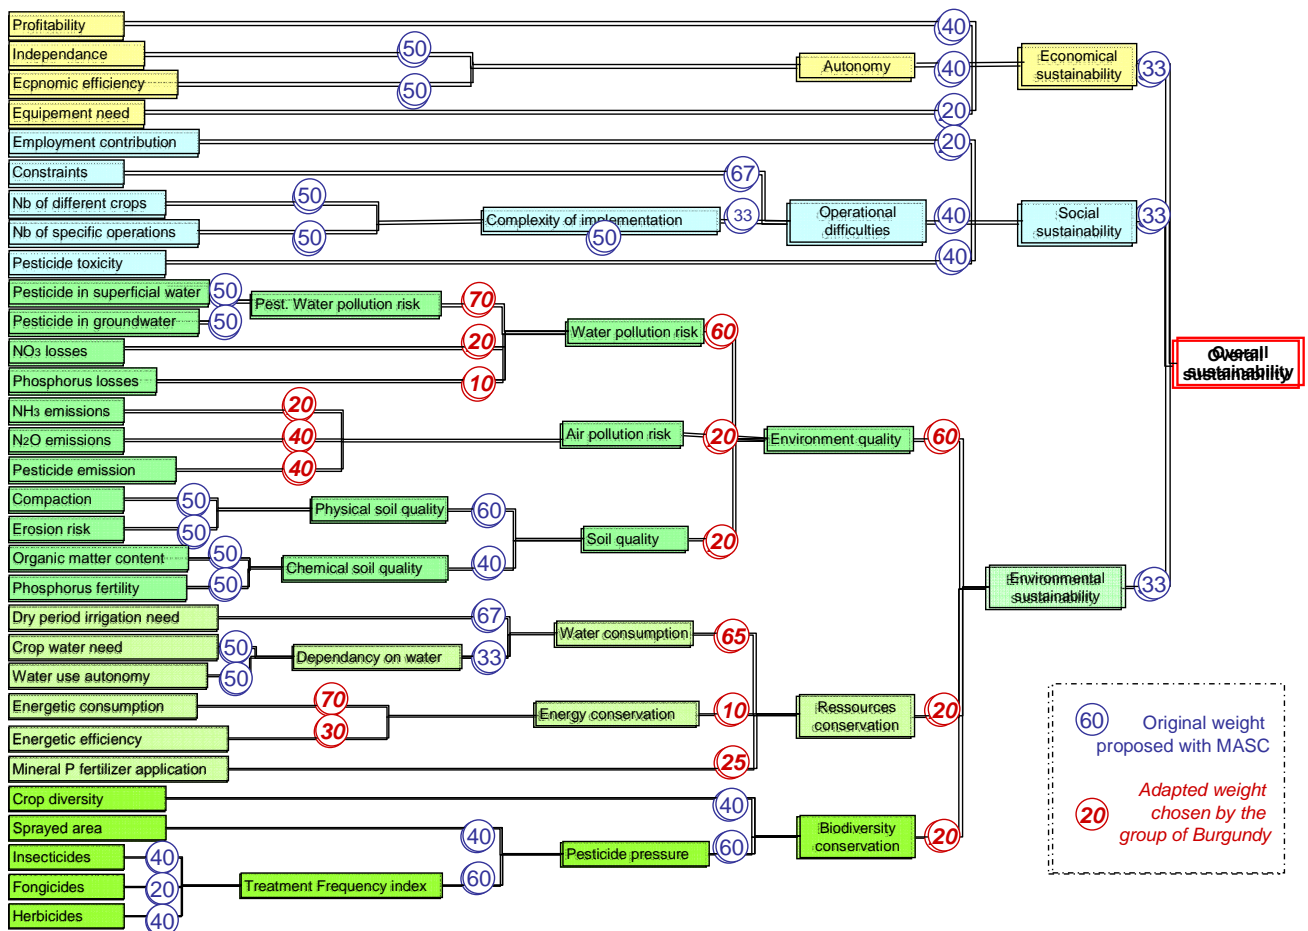 Profitability
40
Independance
50
Ecpnomic efficiency
50
Autonomy
40
Economical
sustainability
33
Equipement need
20
Employment contribution
20
Constraints
67
Nb of different crops
50
Nb of specific operations
50
Complexity of implementation
50
33
Operational
difficulties
40
Social
sustainability
33
Pesticide toxicity
40
Pesticide in superficial water
50
Pesticide in groundwater
50
Pest. Water pollution risk
70
NO3 losses
20
Phosphorus losses
10
Water pollution risk
60
Overall
sustainability
NH3 emissions
20
N2O emissions
40
Pesticide emission
40
Air pollution risk
20
Environment quality
60
Compaction
50
Erosion risk
50
Physical soil quality
60
Organic matter content
50
Phosphorus fertility
50
Chemical soil quality
40
Soil quality
20
Environmental
sustainability
33
Dry period irrigation need
67
Crop water need
50
Water use autonomy
50
Dependancy on water
33
Water consumption
65
Energetic consumption
70
Energetic efficiency
30
Energy conservation
10
Ressources
conservation
20
Mineral P fertilizer application
25
Crop diversity
40
Sprayed area
40
Insecticides
40
Fongicides
20
Herbicides
40
Treatment Frequency index
60
Pesticide pressure
60
Biodiversity
conservation
20
60
Original weight
proposed with MASC
20
Adapted weight
chosen by the
group of Burgundy